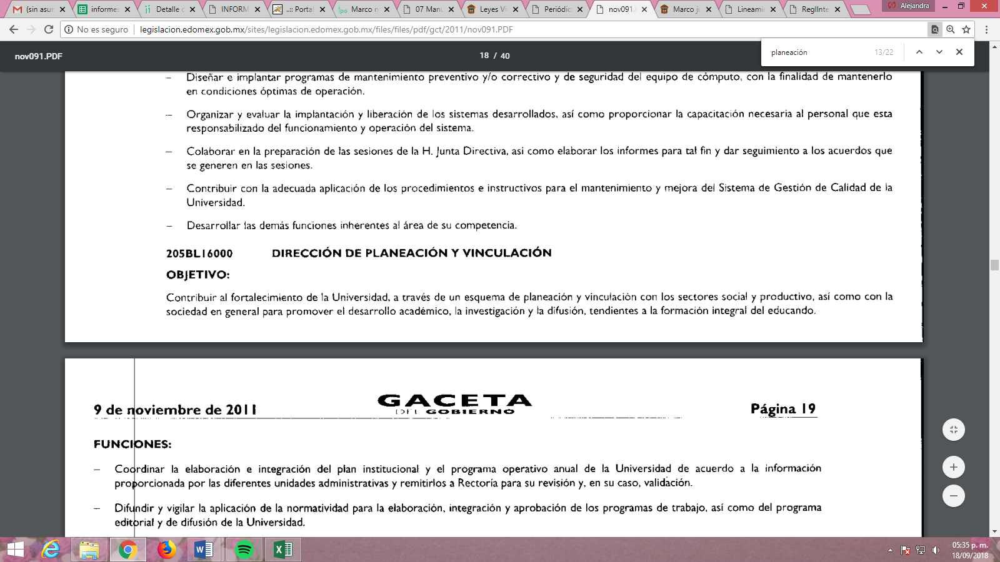 (sin asun
informes
Detalle d
INFORM
..:: Portal
Marco n
07 Manu
Leyes Vi
Periódic
nov091.
Marco ju
Lineami
ReglInte
Alejandra
No es seguro
legislacion.edomex.gob.mx/sites/legislacion.edomex.gob.mx/files/files/pdf/gct/2011/nov091.PDF
nov091.PDF
18 / 40
planeación
13/22
– Diseñar e implantar programas de mantenimiento preventivo y/o correctivo y de seguridad del equipo de cómputo, con la finalidad de mantenerlo
en condiciones óptimas de operación.
– Organizar y evaluar la implantación y liberación de los sistemas desarrollados, así como proporcionar la capacitación necesaria al personal que esta
responsabilizado del funcionamiento y operación del sistema.
– Colaborar en la preparación de las sesiones de la H. Junta Directiva, así como elaborar los informes para tal fin y dar seguimiento a los acuerdos que
se generen en las sesiones.
– Contribuir con la adecuada aplicación de los procedimientos e instructivos para el mantenimiento y mejora del Sistema de Gestión de Calidad de la
Universidad.
– Desarrollar las demás funciones inherentes al área de su competencia.
205BL16000 DIRECCIÓN DE PLANEACIÓN Y VINCULACIÓN
OBJETIVO:
Contribuir al fortalecimiento de la Universidad, a través de un esquema de planeación y vinculación con los sectores social y productivo, así como con la
sociedad en general para promover el desarrollo académico, la investigación y la difusión, tendientes a la formación integral del educando.
9 de noviembre de 2011
GACETA
DEL GOBIERNO
Página 19
FUNCIONES:
– Coordinar la elaboración e integración del plan institucional y el programa operativo anual de la Universidad de acuerdo a la información
proporcionada por las diferentes unidades administrativas y remitirlos a Rectoría para su revisión y, en su caso, validación.
– Difundir y vigilar la aplicación de la normatividad para la elaboración, integración y aprobación de los programas de trabajo, así como del programa
editorial y de difusión de la Universidad.
05:35 p. m.
18/09/2018